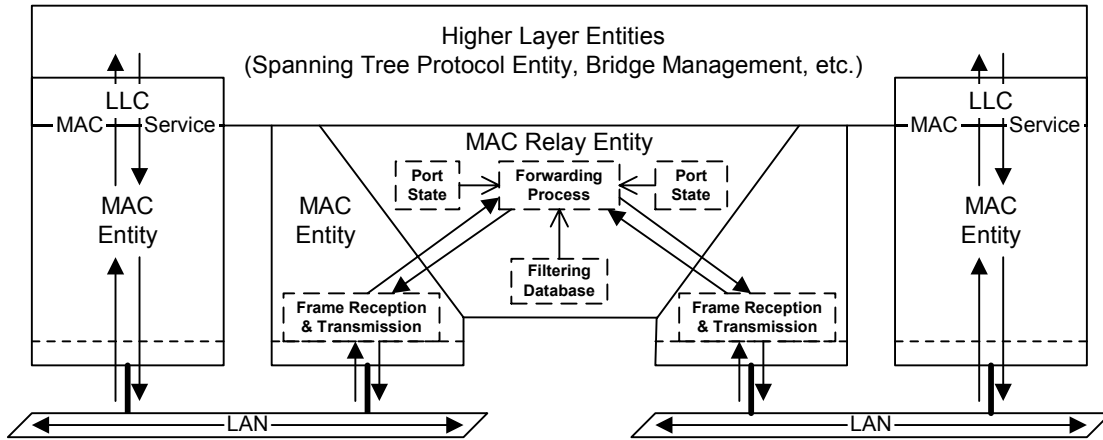 Higher Layer Entities
(Spanning Tree Protocol Entity, Bridge Management, etc.)
LLC
MAC Service
MAC
Entity
MAC
Entity
MAC Relay Entity
Port
State
Forwarding
Process
Port
State
Filtering
Database
Frame Reception
& Transmission
Frame Reception
& Transmission
LLC
MAC Service
MAC
Entity
LAN
LAN